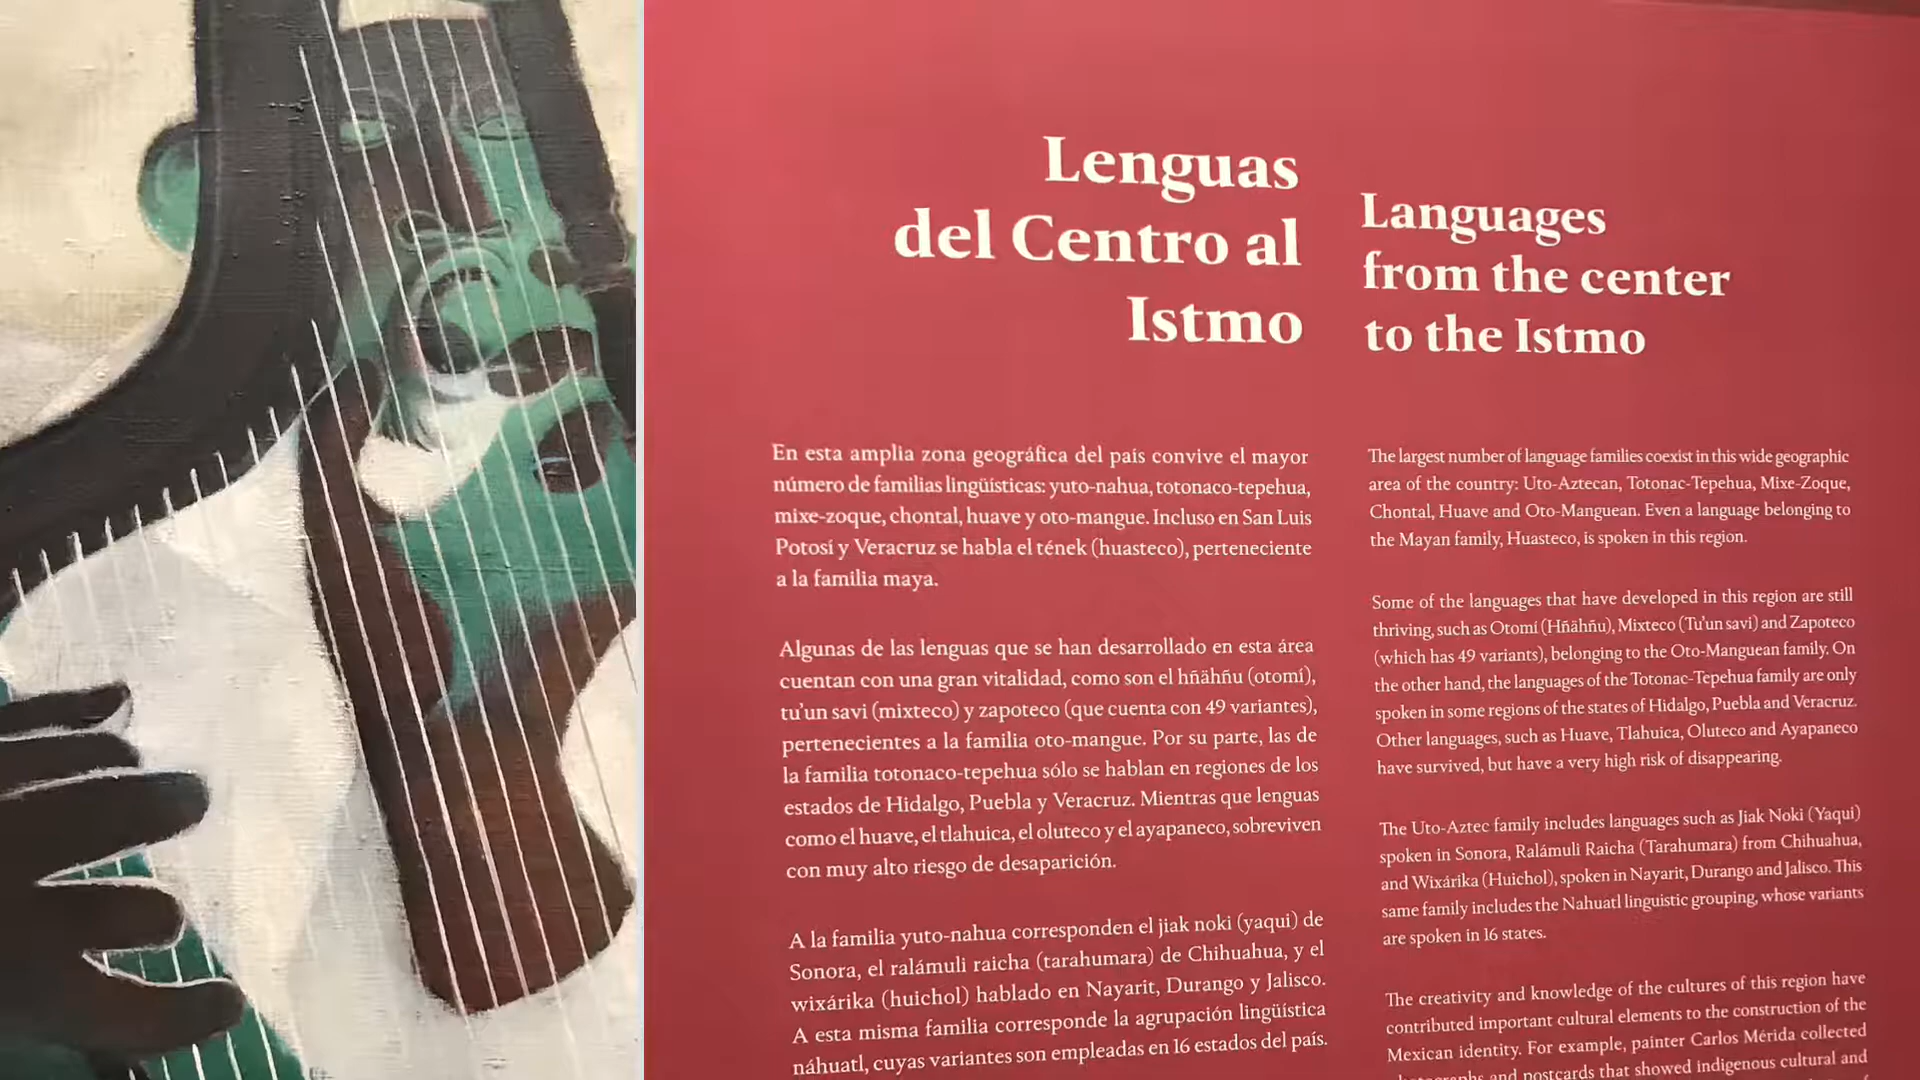 Lenguas
del Centro al
Istmo
En esta amplia zona geográfica del país convive el mayor
número de familias lingüísticas: yuto-nahua, totonaco-tepehua,
mixe-zoque, chontal, huave y oto-mangue. Incluso en San Luis
Potosí y Veracruz se habla el tének (huasteco), perteneciente
a la familia maya.
Algunas de las lenguas que se han desarrollado en esta área
cuentan con una gran vitalidad, como son el hñähñu (otomí),
tu'un savi (mixteco) y zapoteco (que cuenta con 49 variantes),
pertenecientes a la familia oto-mangue. Por su parte, las de
la familia totonaco-tepehua sólo se hablan en regiones de los
estados de Hidalgo, Puebla y Veracruz. Mientras que lenguas
como el huave, el tlahuica, el oluteco y el ayapaneco, sobreviven
con muy alto riesgo de desaparición.
A la familia yuto-nahua corresponden el jiak noki (yaqui) de
Sonora, el ralámuli raicha (tarahumara) de Chihuahua, y el
wixárika (huichol) hablado en Nayarit, Durango y Jalisco.
A esta misma familia corresponde la agrupación lingüística
náhuatl, cuyas variantes son empleadas en 16 estados del país.
Languages
from the center
to the Istmo
The largest number of language families coexist in this wide geographic
area of the country: Uto-Aztecan, Totonac-Tepehua, Mixe-Zoque,
Chontal, Huave and Oto-Manguean. Even a language belonging to
the Mayan family, Huasteco, is spoken in this region.
Some of the languages that have developed in this region are still
thriving, such as Otomí (Hñähñu), Mixteco (Tu'un savi) and Zapoteco
(which has 49 variants), belonging to the Oto-Manguean family. On
the other hand, the languages of the Totonac-Tepehua family are only
spoken in some regions of the states of Hidalgo, Puebla and Veracruz.
Other languages, such as Huave, Tlahuica, Oluteco and Ayapaneco
have survived, but have a very high risk of disappearing.
The Uto-Aztec family includes languages such as Jiak Noki (Yaqui)
spoken in Sonora, Ralámuli Raicha (Tarahumara) from Chihuahua,
and Wixárika (Huichol), spoken in Nayarit, Durango and Jalisco. This
same family includes the Nahuatl linguistic grouping, whose variants
are spoken in 16 states.
The creativity and knowledge of the cultures of this region have
contributed important cultural elements to the construction of the
Mexican identity. For example, painter Carlos Mérida collected
and postcards that showed indigenous cultural and